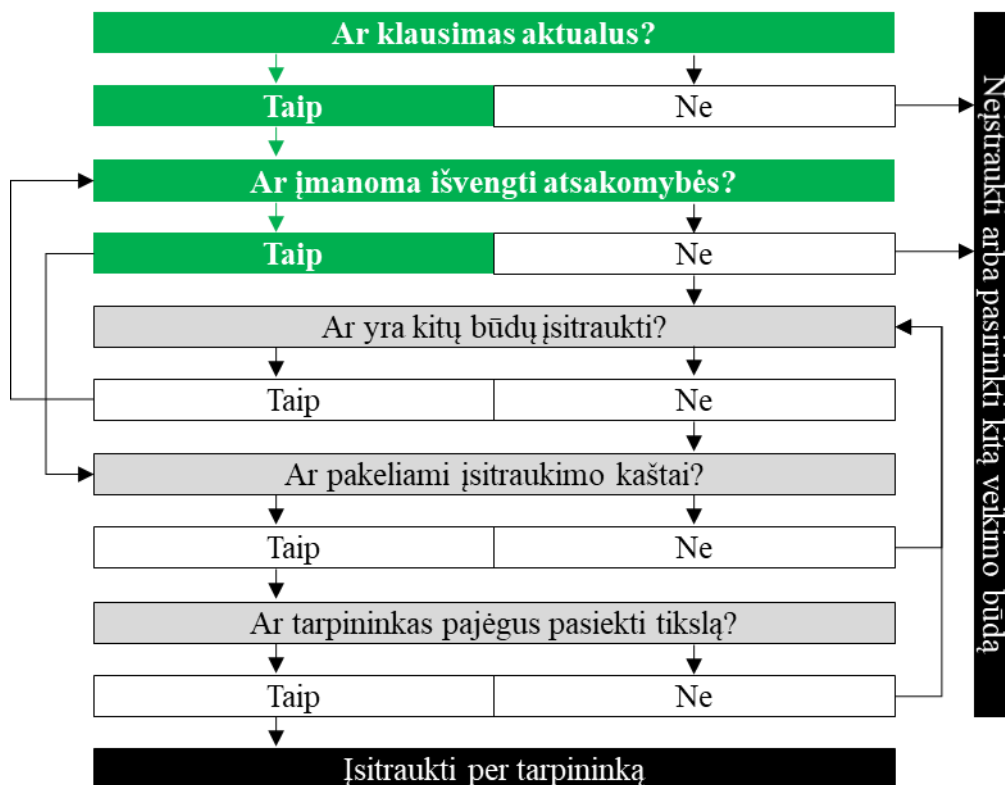 Ar klausimas aktualus?
Taip
Ne
Ar įmanoma išvengti atsakomybės?
Taip
Ne
Ar yra kitų būdų įsitraukti?
Taip
Ne
Ar pakeliami įsitraukimo kaštai?
Taip
Ne
Ar tarpininkas pajėgus pasiekti tikslą?
Taip
Ne
Įsitraukti per tarpininką
Neįstraukti arba pasirinkti kitą veikimo būdą